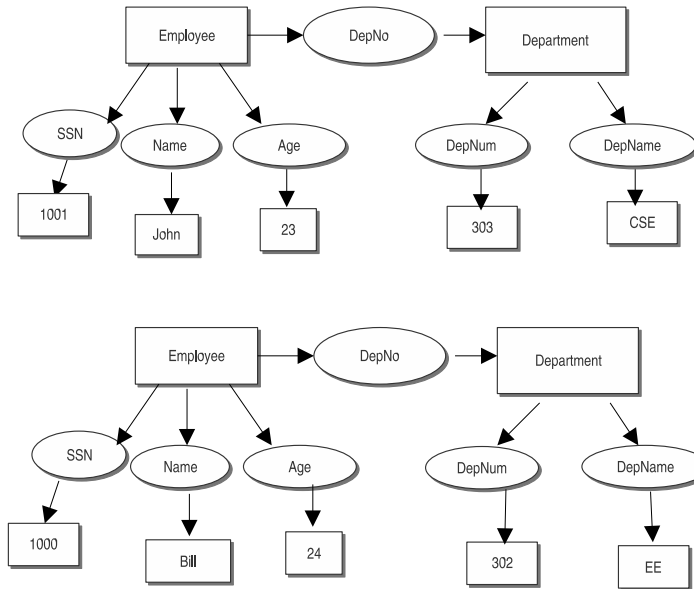 Employee
DepNo
Department
SSN
Name
Age
DepNum
DepName
1001
John
23
303
CSE
Employee
DepNo
Department
SSN
Name
Age
DepNum
DepName
1000
Bill
24
302
EE